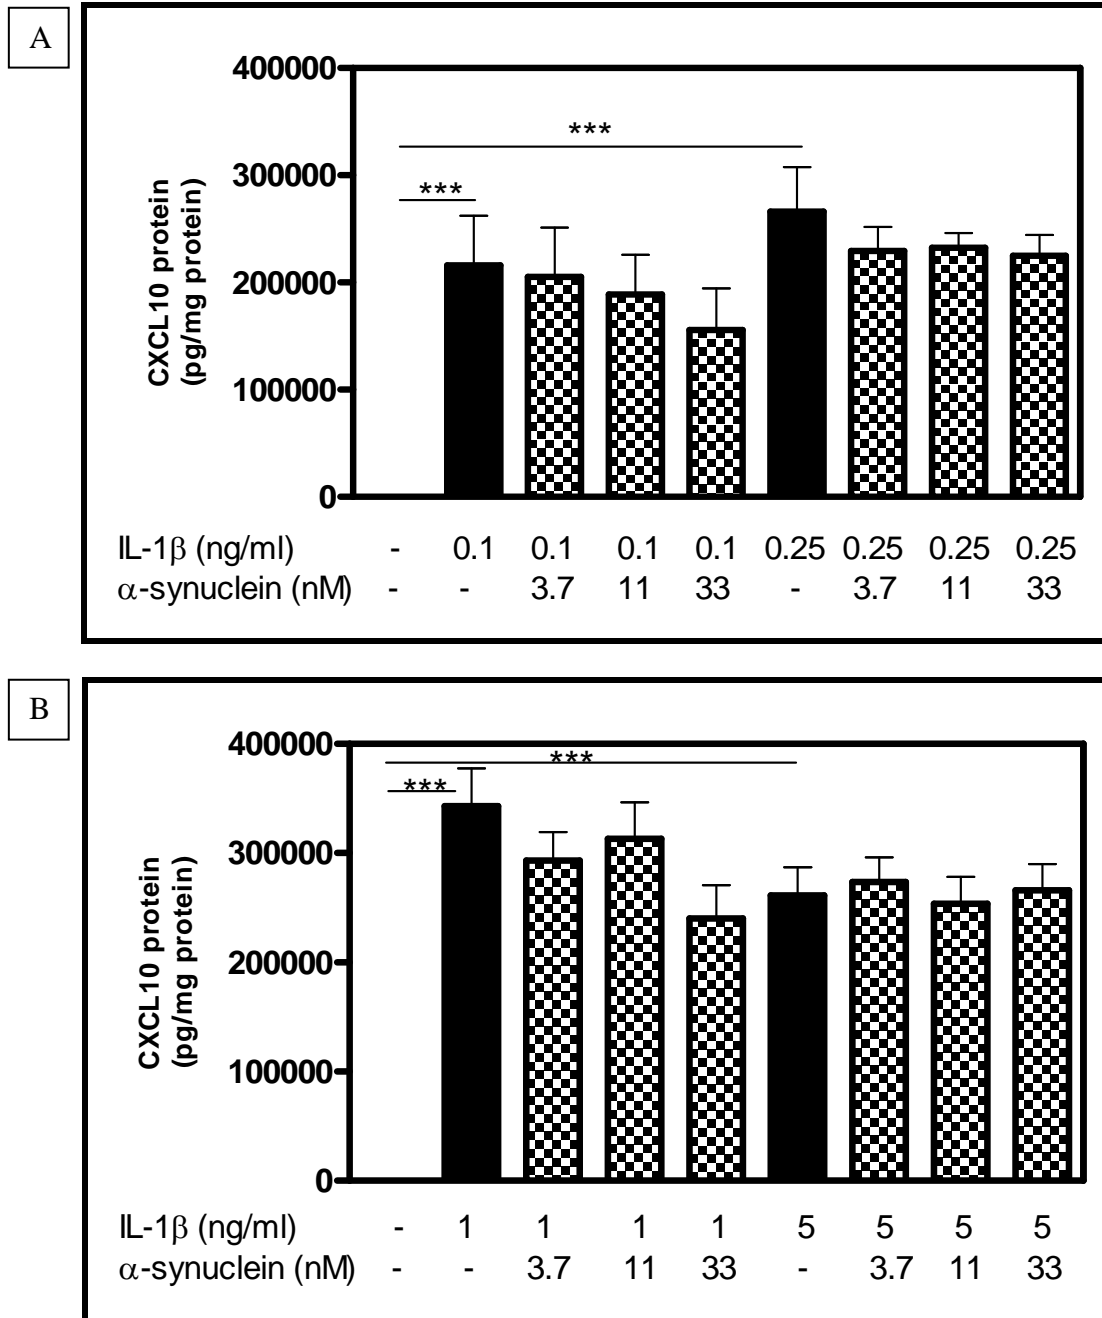 A
400000
300000
200000
100000
0
CXCL10 protein
(pg/mg protein)
***
***
IL-1β (ng/ml) - 0.1 0.1 0.1 0.1 0.25 0.25 0.25 0.25
α-synuclein (nM) - - 3.7 11 33 - 3.7 11 33
B
400000
300000
200000
100000
0
CXCL10 protein
(pg/mg protein)
***
***
IL-1β (ng/ml) - 1 1 1 1 5 5 5 5
α-synuclein (nM) - - 3.7 11 33 - 3.7 11 33